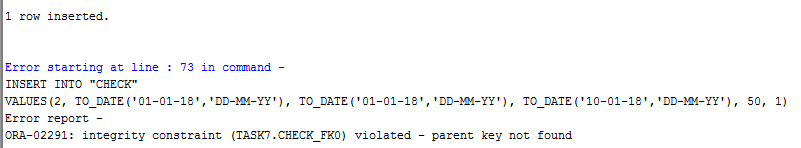 1 row inserted.
Error starting at line : 73 in command -
INSERT INTO "CHECK"
VALUES(2, TO_DATE('01-01-18','DD-MM-YY'), TO_DATE('01-01-18','DD-MM-YY'), TO_DATE('10-01-18','DD-MM-YY'), 50, 1)
Error report -
ORA-02291: integrity constraint (TASK7.CHECK_FK0) violated - parent key not found